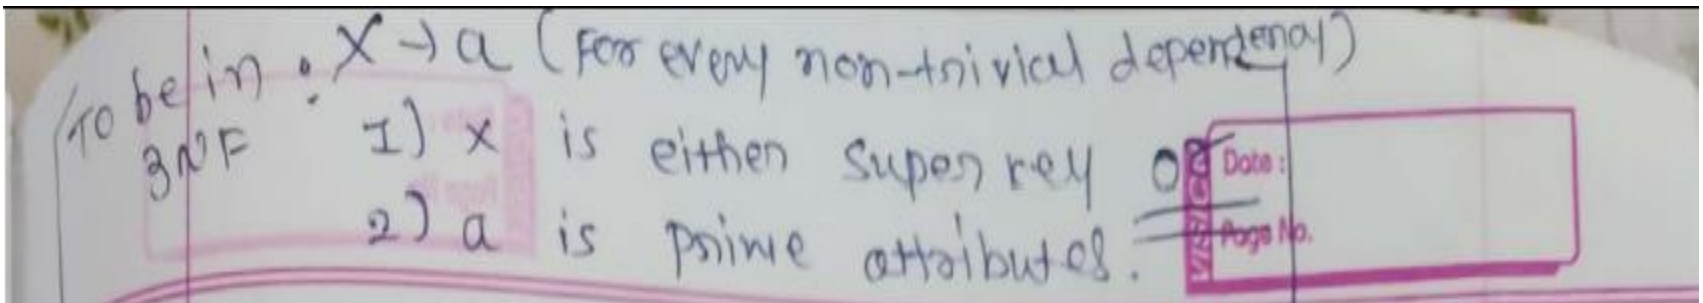 To be in : X → a (For every non-trivical dependency)
3NF 1) x is either super key OR
2) a is prime attributes.
Date :
Page No.